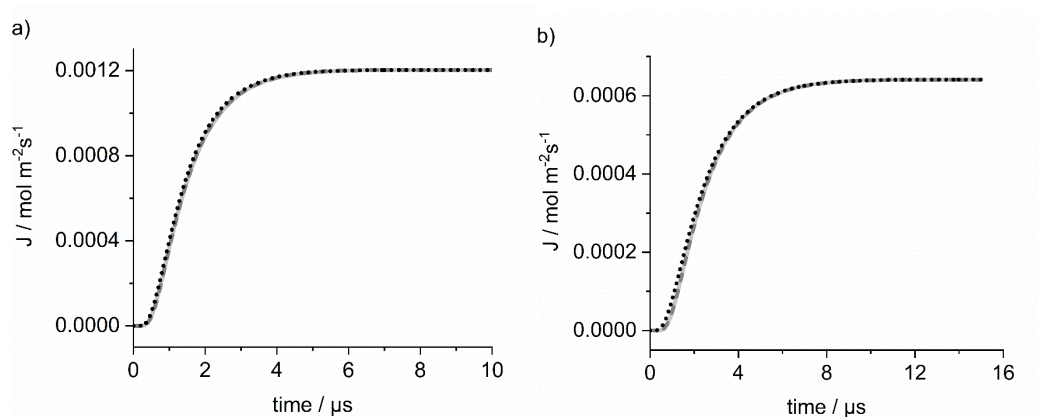 a)
0.0012
0.0008
0.0004
0.0000
J / mol m⁻²s⁻¹
0 2 4 6 8 10
time / µs
b)
0.0006
0.0004
0.0002
0.0000
J / mol m⁻²s⁻¹
0 4 8 12 16
time / µs